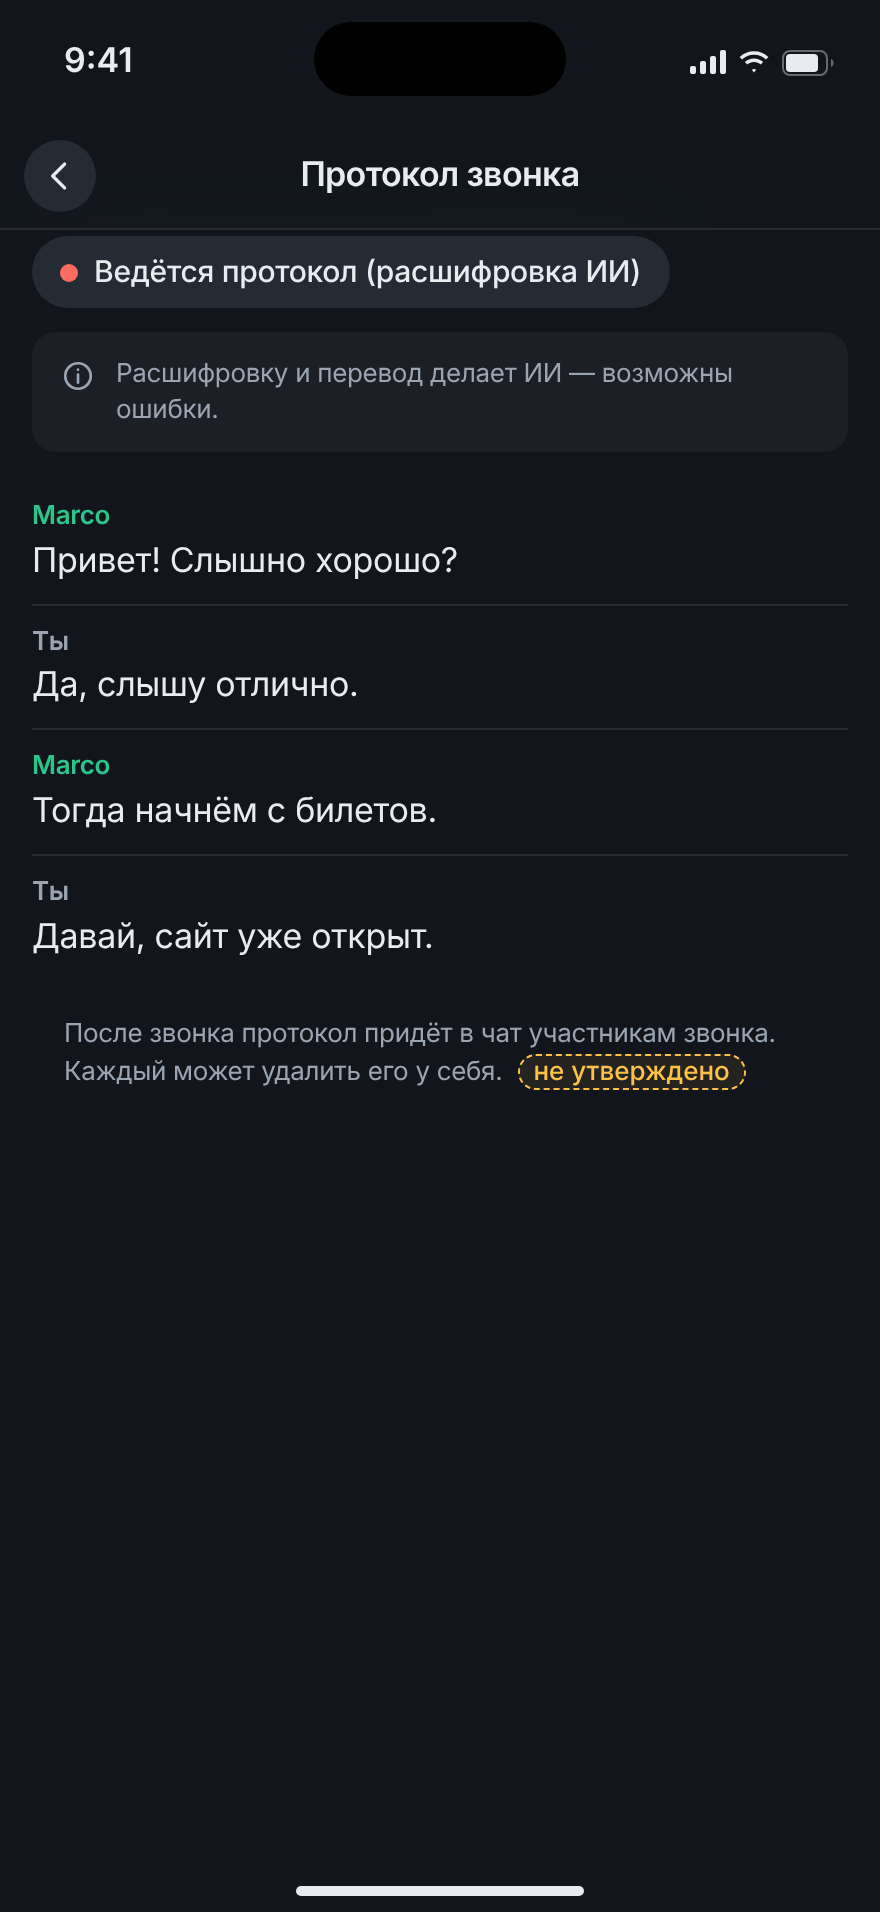 9:41
Протокол звонка
Ведётся протокол (расшифровка ИИ)
Расшифровку и перевод делает ИИ — возможны
ошибки.
Marco
Привет! Слышно хорошо?
Ты
Да, слышу отлично.
Marco
Тогда начнём с билетов.
Ты
Давай, сайт уже открыт.
После звонка протокол придёт в чат участникам звонка.
Каждый может удалить его у себя. не утверждено